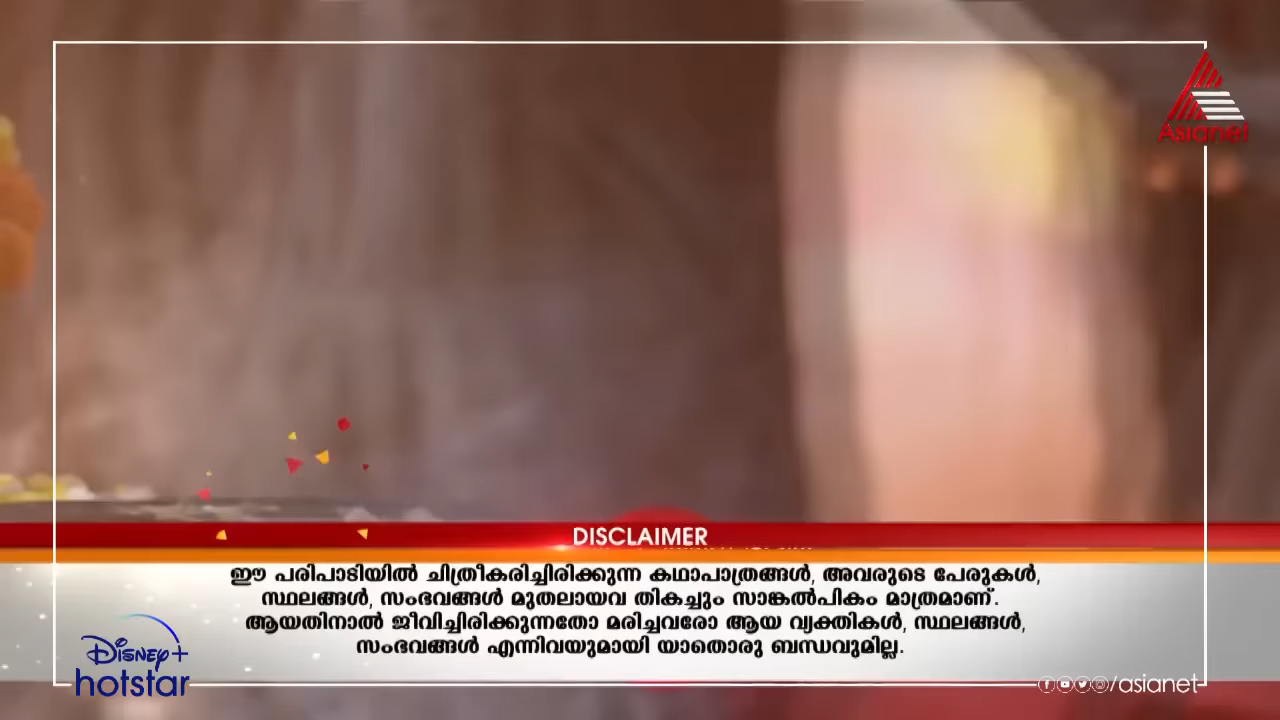 Asianet
DISCLAIMER
ഈ പരിപാടിയിൽ ചിത്രീകരിച്ചിരിക്കുന്ന കഥാപാത്രങ്ങൾ, അവരുടെ പേരുകൾ,
സ്ഥലങ്ങൾ, സംഭവങ്ങൾ മുതലായവ തികച്ചും സാങ്കൽപികം മാത്രമാണ്.
ആയതിനാൽ ജീവിച്ചിരിക്കുന്നതോ മരിച്ചവരോ ആയ വ്യക്തികൾ, സ്ഥലങ്ങൾ,
സംഭവങ്ങൾ എന്നിവയുമായി യാതൊരു ബന്ധവുമില്ല.
Disney+
hotstar
/asianet